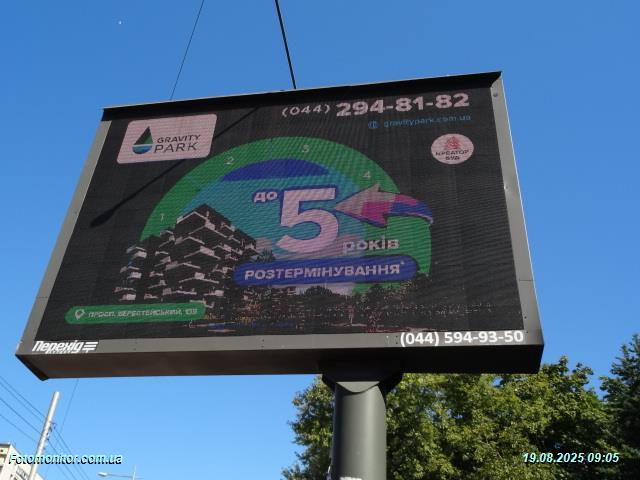 (044) 294-81-82
gravitypark.com.ua
GRAVITY
PARK
КРЕАТОР
БУД
1
2
3
4
до 5
років
РОЗТЕРМІНУВАННЯ*
ПРОСП. БЕРЕСТЕЙСЬКИЙ, 139
Перехід
(044) 594-93-50
Fotomonitor.com.ua
19.08.2025 09:05